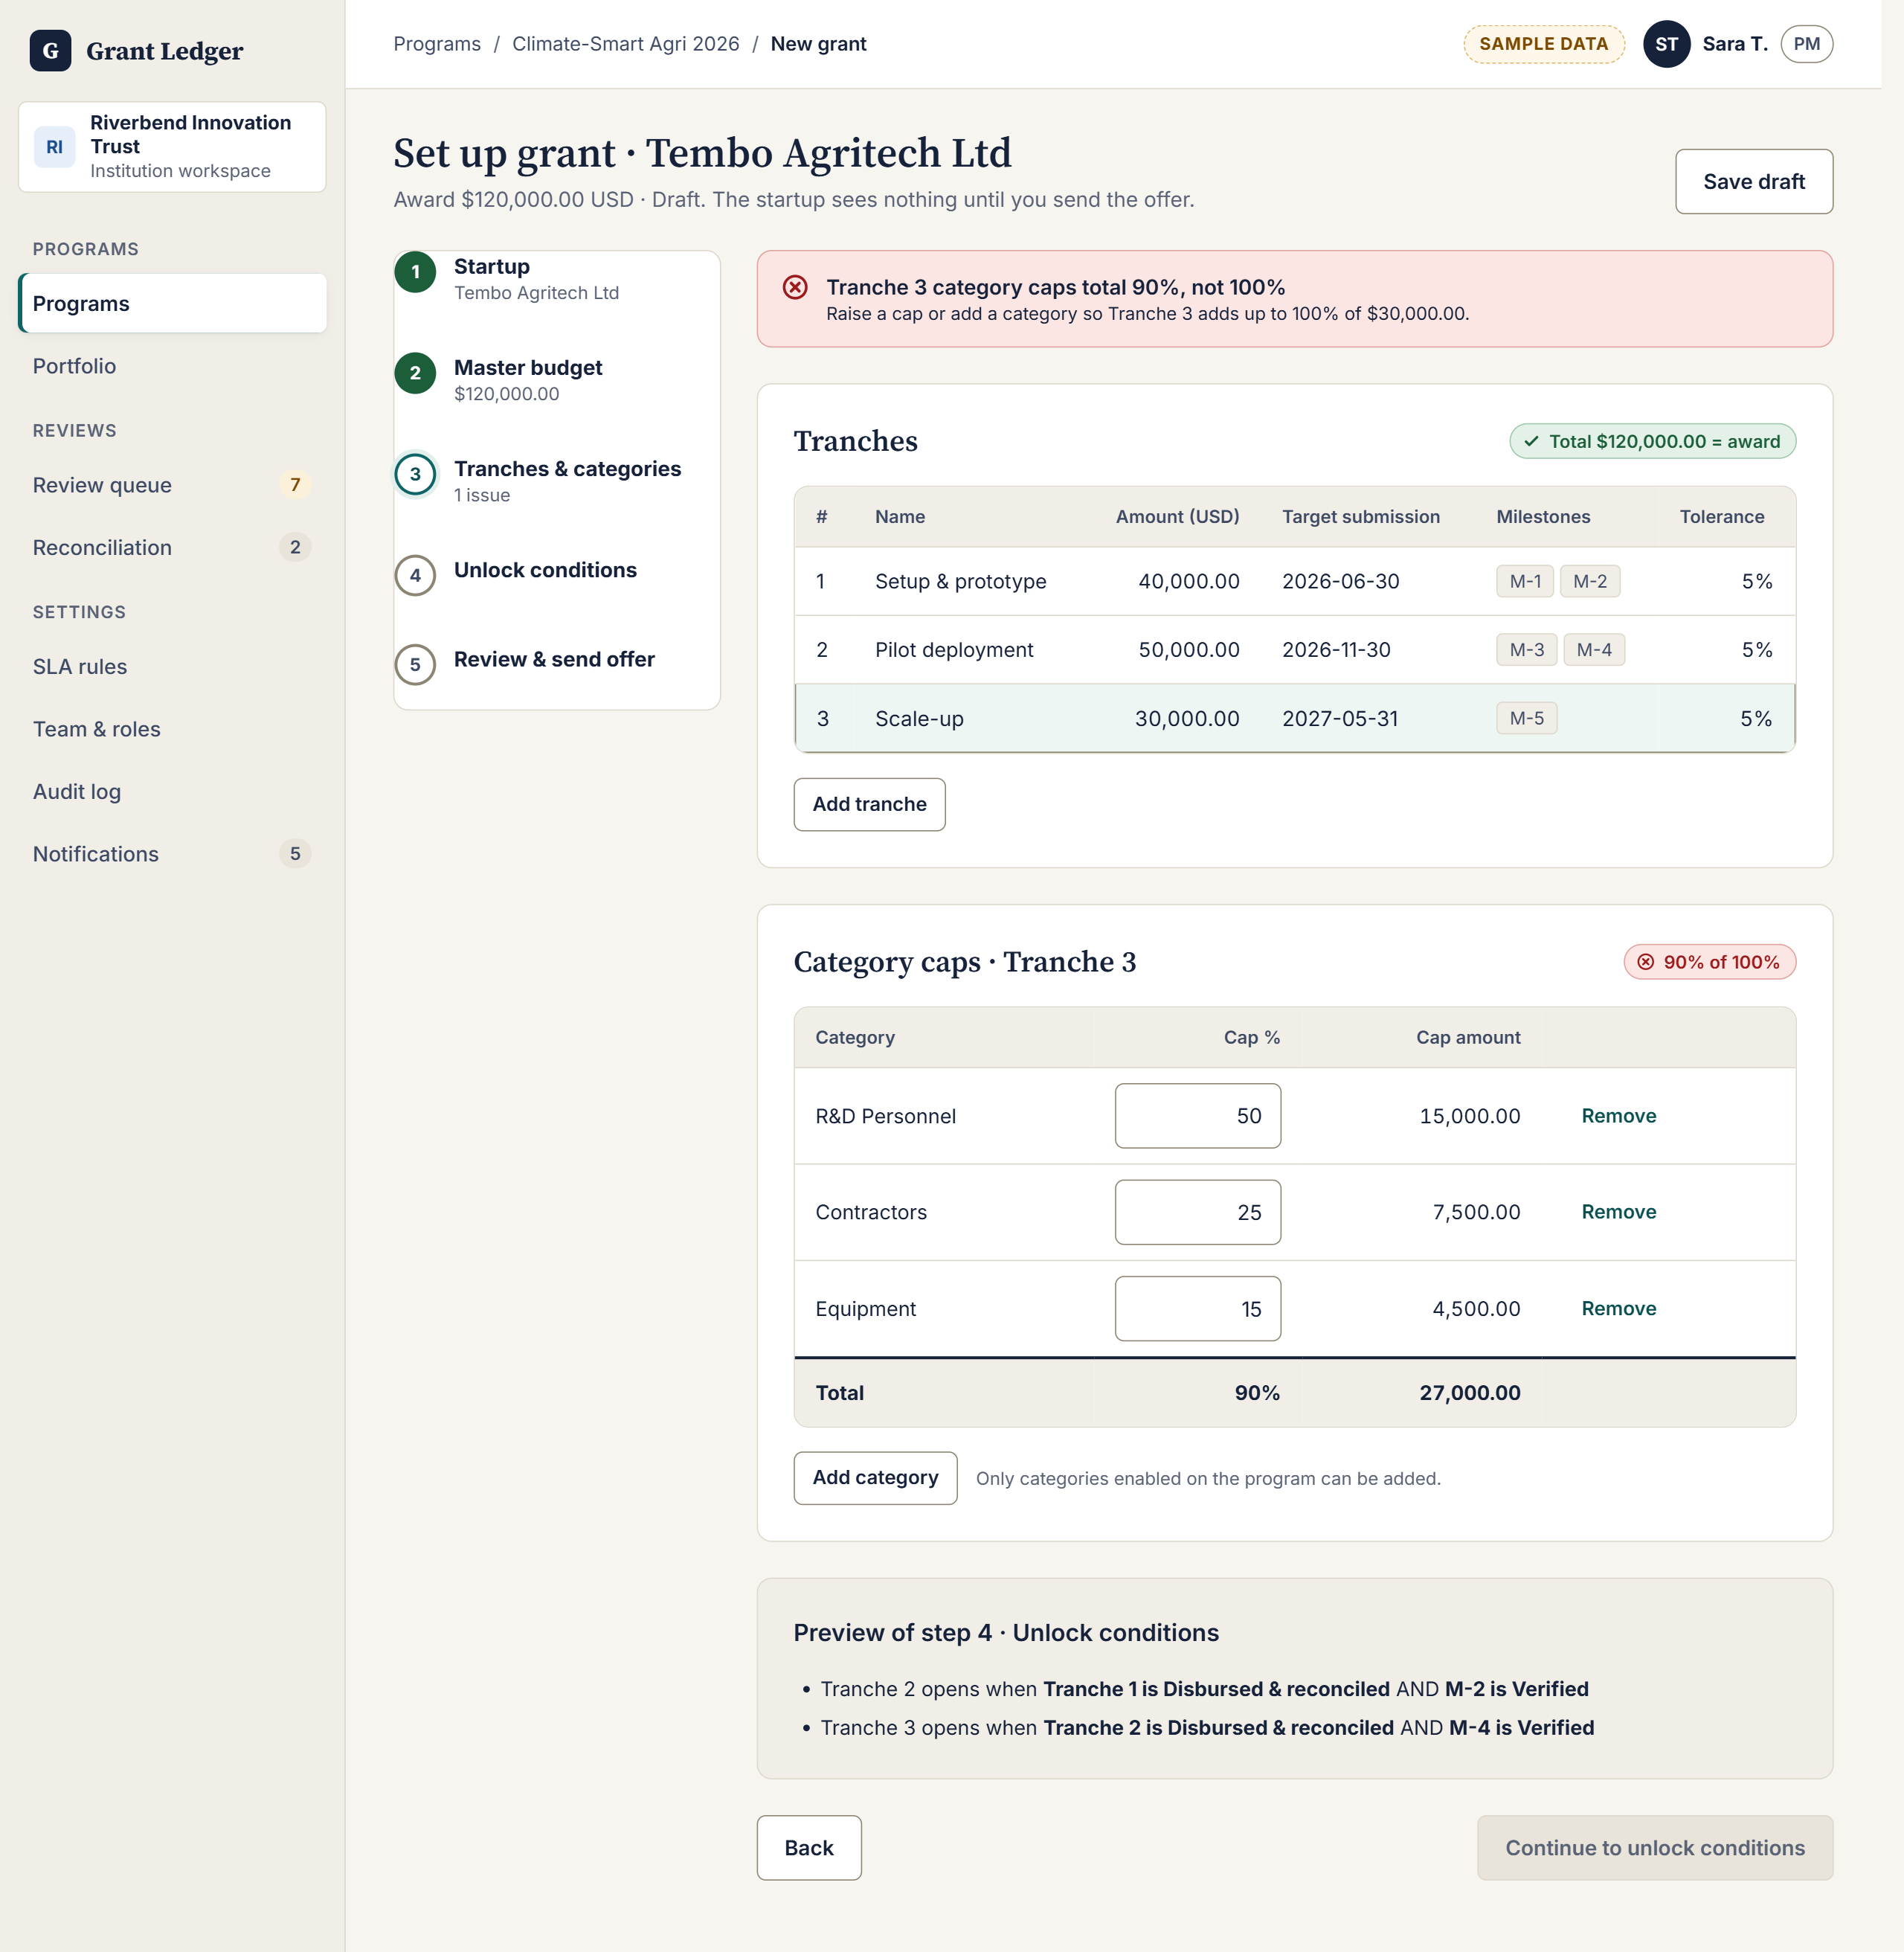 G Grant Ledger
RI
Riverbend Innovation
Trust
Institution workspace
PROGRAMS
Programs
Portfolio
REVIEWS
Review queue 7
Reconciliation 2
SETTINGS
SLA rules
Team & roles
Audit log
Notifications 5
Programs / Climate-Smart Agri 2026 / New grant
SAMPLE DATA ST Sara T. PM
Set up grant · Tembo Agritech Ltd
Award $120,000.00 USD · Draft. The startup sees nothing until you send the offer.
Save draft
1 Startup
Tembo Agritech Ltd
2 Master budget
$120,000.00
3 Tranches & categories
1 issue
4 Unlock conditions
5 Review & send offer
Tranche 3 category caps total 90%, not 100%
Raise a cap or add a category so Tranche 3 adds up to 100% of $30,000.00.
Tranches
Total $120,000.00 = award
# Name Amount (USD) Target submission Milestones Tolerance
1 Setup & prototype 40,000.00 2026-06-30 M-1 M-2 5%
2 Pilot deployment 50,000.00 2026-11-30 M-3 M-4 5%
3 Scale-up 30,000.00 2027-05-31 M-5 5%
Add tranche
Category caps · Tranche 3
90% of 100%
Category Cap % Cap amount
R&D Personnel 50 15,000.00 Remove
Contractors 25 7,500.00 Remove
Equipment 15 4,500.00 Remove
Total 90% 27,000.00
Add category Only categories enabled on the program can be added.
Preview of step 4 · Unlock conditions
• Tranche 2 opens when Tranche 1 is Disbursed & reconciled AND M-2 is Verified
• Tranche 3 opens when Tranche 2 is Disbursed & reconciled AND M-4 is Verified
Back
Continue to unlock conditions